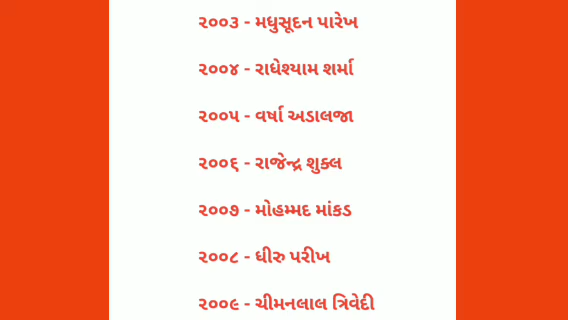 ૨૦૦૩ - મધુસૂદન પારેખ
૨૦૦૪ - રાધેશ્યામ શર્મા
૨૦૦૫ - વર્ષા અડાલજા
૨૦૦૬ - રાજેન્દ્ર શુક્લ
૨૦૦૭ - મોહમ્મદ માંકડ
૨૦૦૮ - ધીરુ પરીખ
૨૦૦૯ - ચીમનલાલ ત્રિવેદી